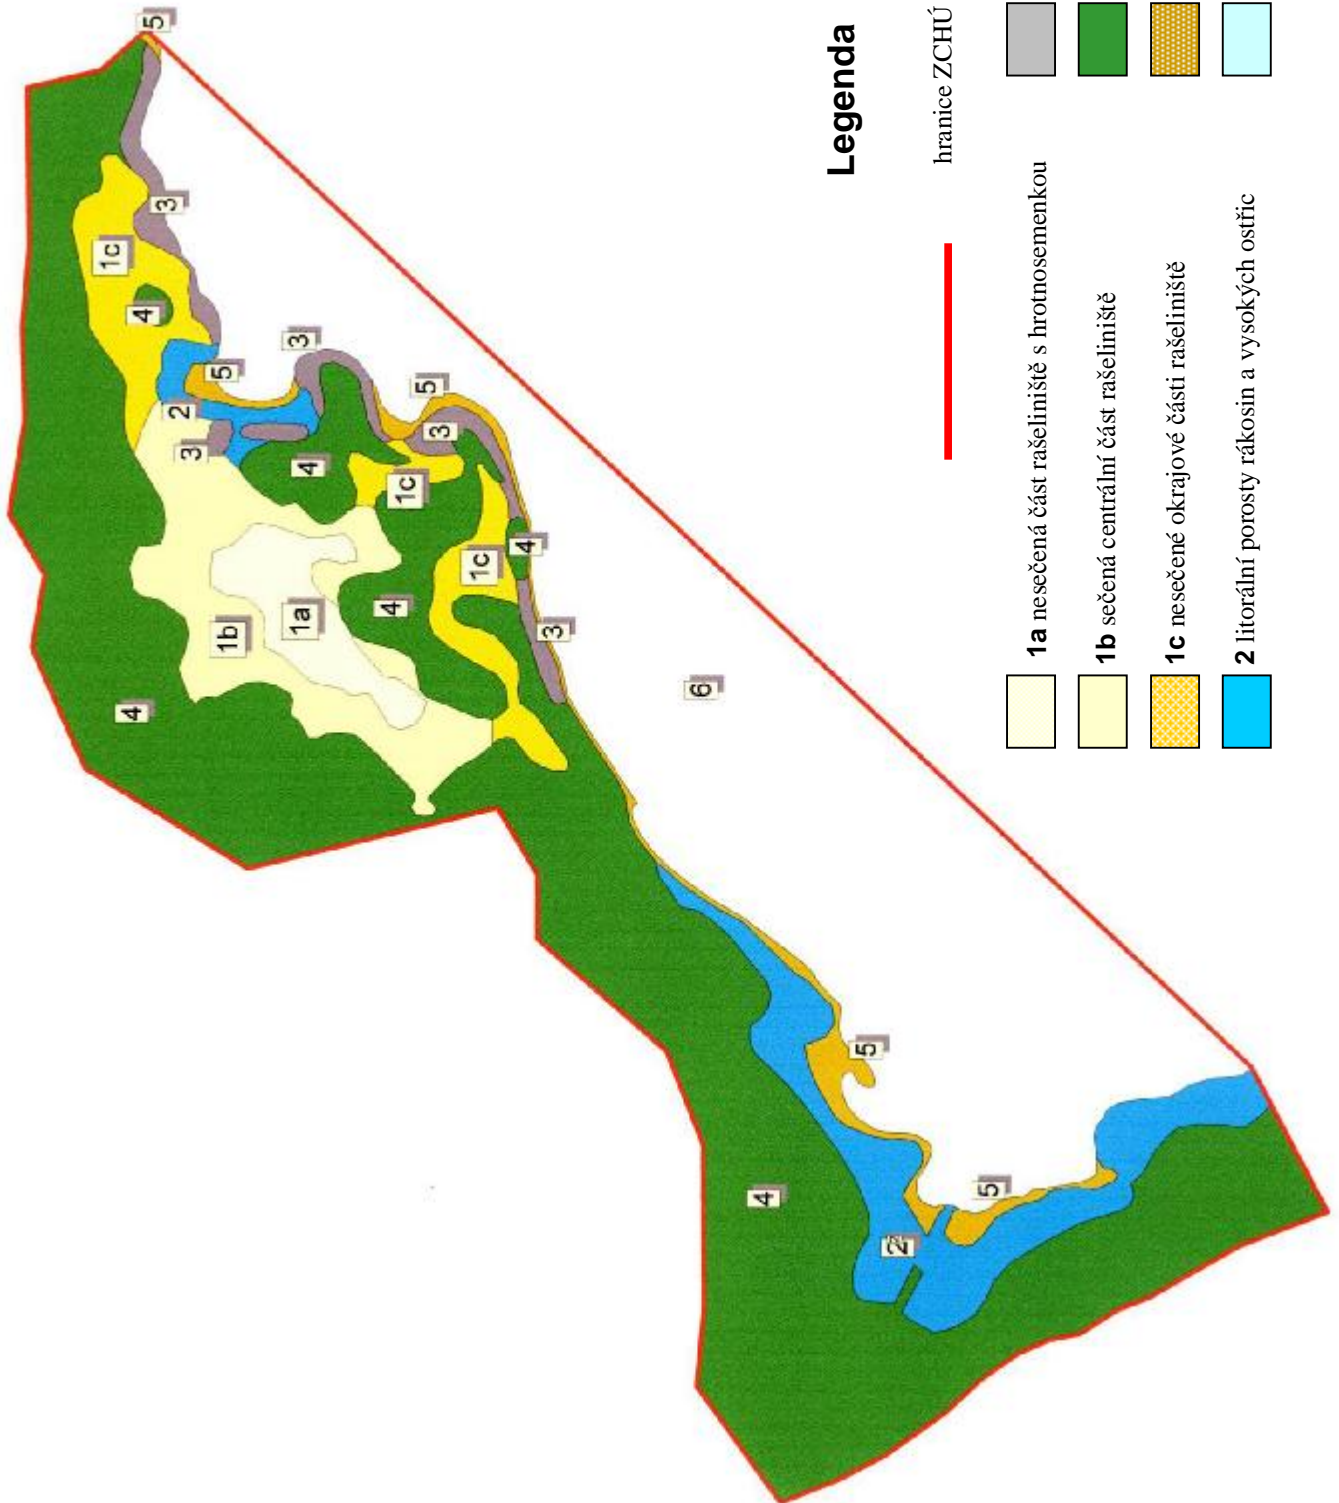 5
3
1c
4
5
3
2
3
5
3
4
1c
4
1c
4
1b
1a
3
4
6
5
4
5
2
Legenda
hranice ZCHÚ
1a nesečená část rašeliniště s hrotnosemenkou
1b sečená centrální část rašeliniště
1c nesečené okrajové části rašeliniště
2 litorální porosty rákosin a vysokých ostřic